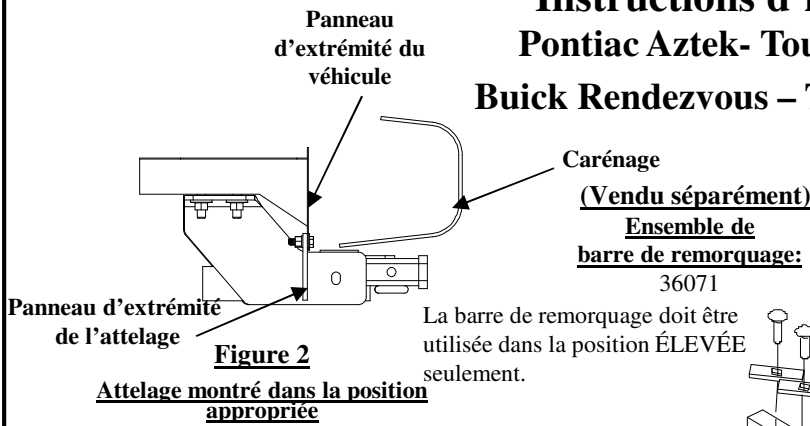 Instructions d'
Pontiac Aztek- Tou
Buick Rendezvous –
Panneau
d'extrémité du
véhicule
Carénage
(Vendu séparément)
Ensemble de
barre de remorquage:
36071
La barre de remorquage doit être
utilisée dans la position ÉLEVÉE
seulement.
Panneau d'extrémité
de l'attelage
Figure 2
Attelage montré dans la position
appropriée